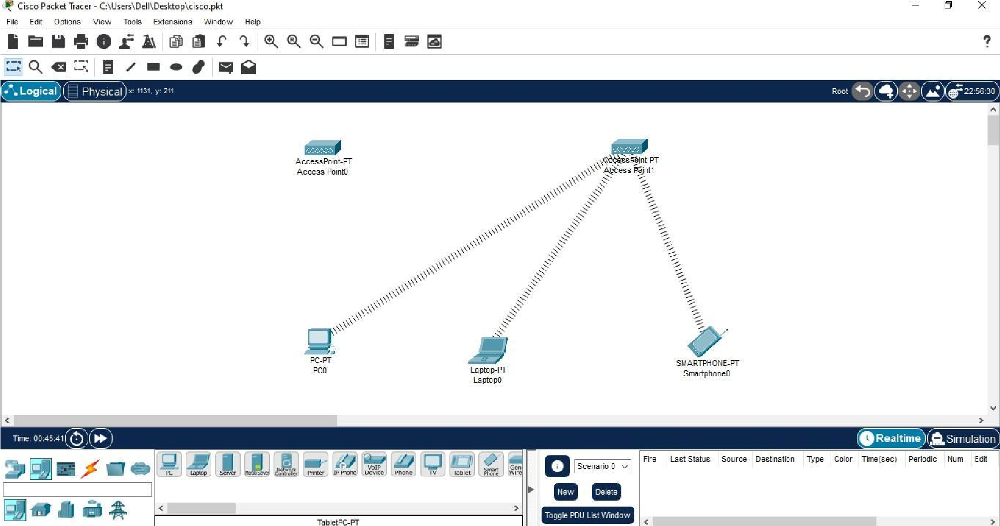 Cisco Packet Tracer - C:\Users\Dell\Desktop\cisco.pkt
File Edit Options View Tools Extensions Window Help
?
Logical Physical x: 1131, y: 211 Root 22:56:30
AccessPoint-PT
Access Point0
AccessPoint-PT
Access Point1
PC-PT
PC0
Laptop-PT
Laptop0
SMARTPHONE-PT
Smartphone0
Time: 00:45:41 Realtime Simulation
PC Laptop Server Meraki Server Network Controller Printer IP Phone VoIP Device Phone TV Tablet Smart Phone
Scenario 0
New Delete
Toggle PDU List Window
Fire Last Status Source Destination Type Color Time(sec) Periodic Num Edit
TabletPC-PT